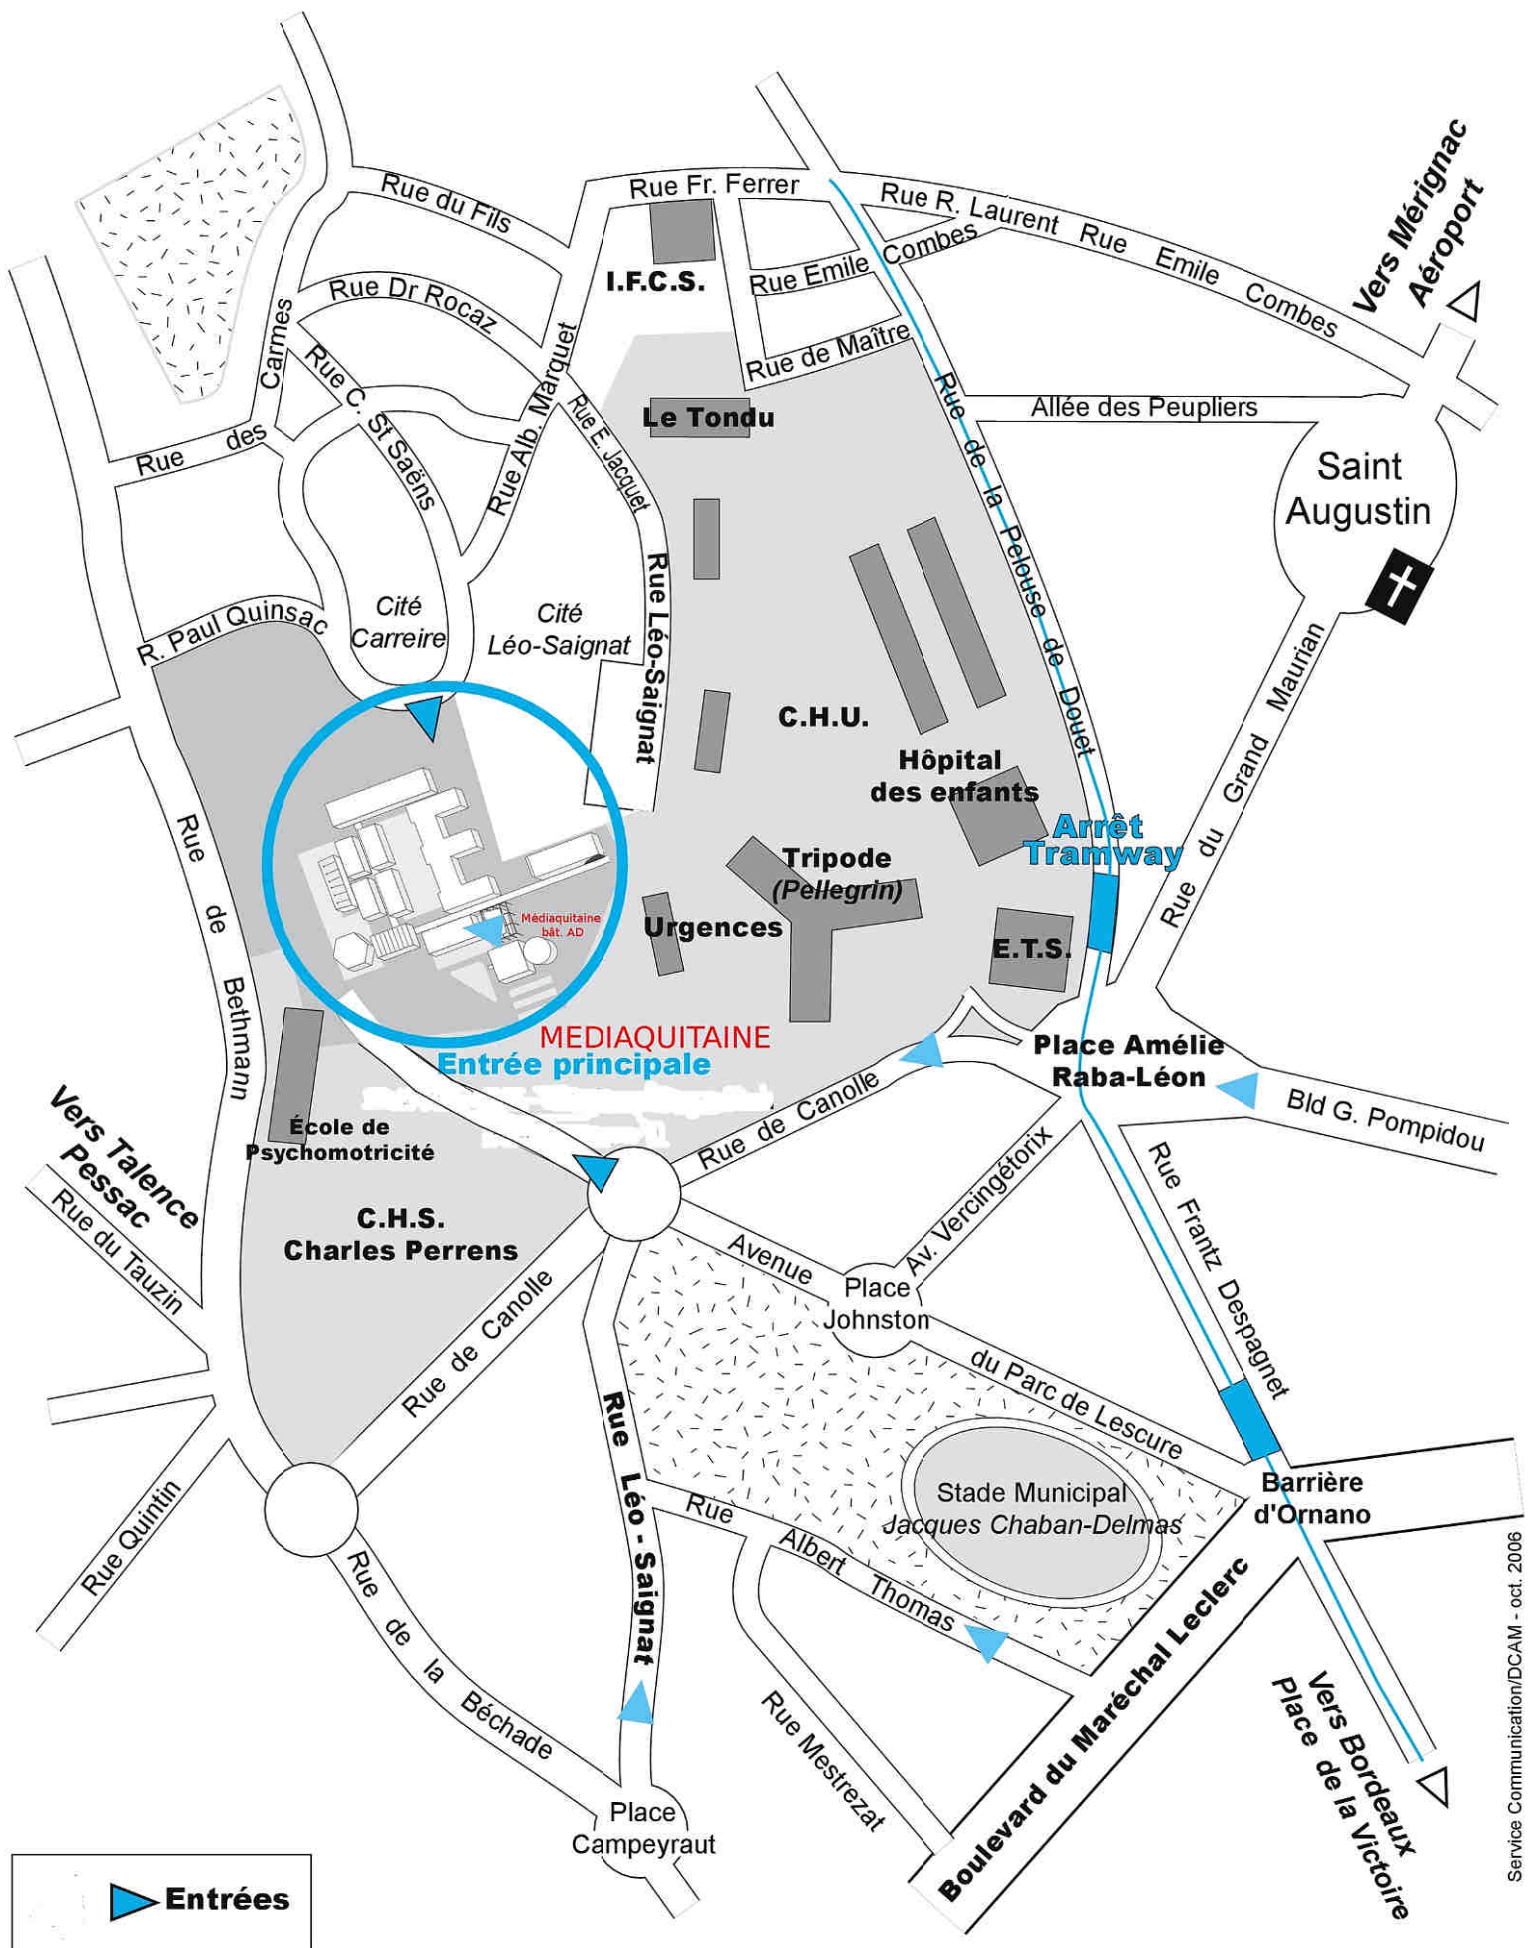 Rue Fr. Ferrer
Rue du Fils
Rue R. Laurent
Rue Emile Combes
Rue Emile Combes
Vers Mérignac
Aéroport
I.F.C.S.
Rue Dr Rocaz
Rue de Maître
Rue C. St Saëns
Rue Alb. Marquet
Rue E. Jacquet
Rue des Carmes
Le Tondu
Allée des Peupliers
Saint
Augustin
Rue de la Pelouse de Douet
R. Paul Quinsac
Cité
Carreire
Cité
Léo-Saignat
Rue Léo-Saignat
C.H.U.
Hôpital
des enfants
Rue du Grand Maurian
Arrêt
Tramway
Tripode
(Pellegrin)
Urgences
E.T.S.
Médiaquitaine
bât. AD
Rue de Bethmann
MEDIAQUITAINE
Entrée principale
Place Amélie
Raba-Léon
Bld G. Pompidou
Rue de Canolle
École de
Psychomotricité
Vers Talence
Pessac
Rue du Tauzin
C.H.S.
Charles Perrens
Av. Vercingétorix
Rue Frantz Despagnet
Avenue du Parc de Lescure
Place
Johnston
Rue de Canolle
Rue Léo - Saignat
Stade Municipal
Jacques Chaban-Delmas
Barrière
d'Ornano
Rue Quintin
Rue Albert Thomas
Rue de la Béchade
Rue Mestrezat
Boulevard du Maréchal Leclerc
Vers Bordeaux
Place de la Victoire
Place
Campeyraut
Entrées
Service Communication/DCAM - oct. 2006